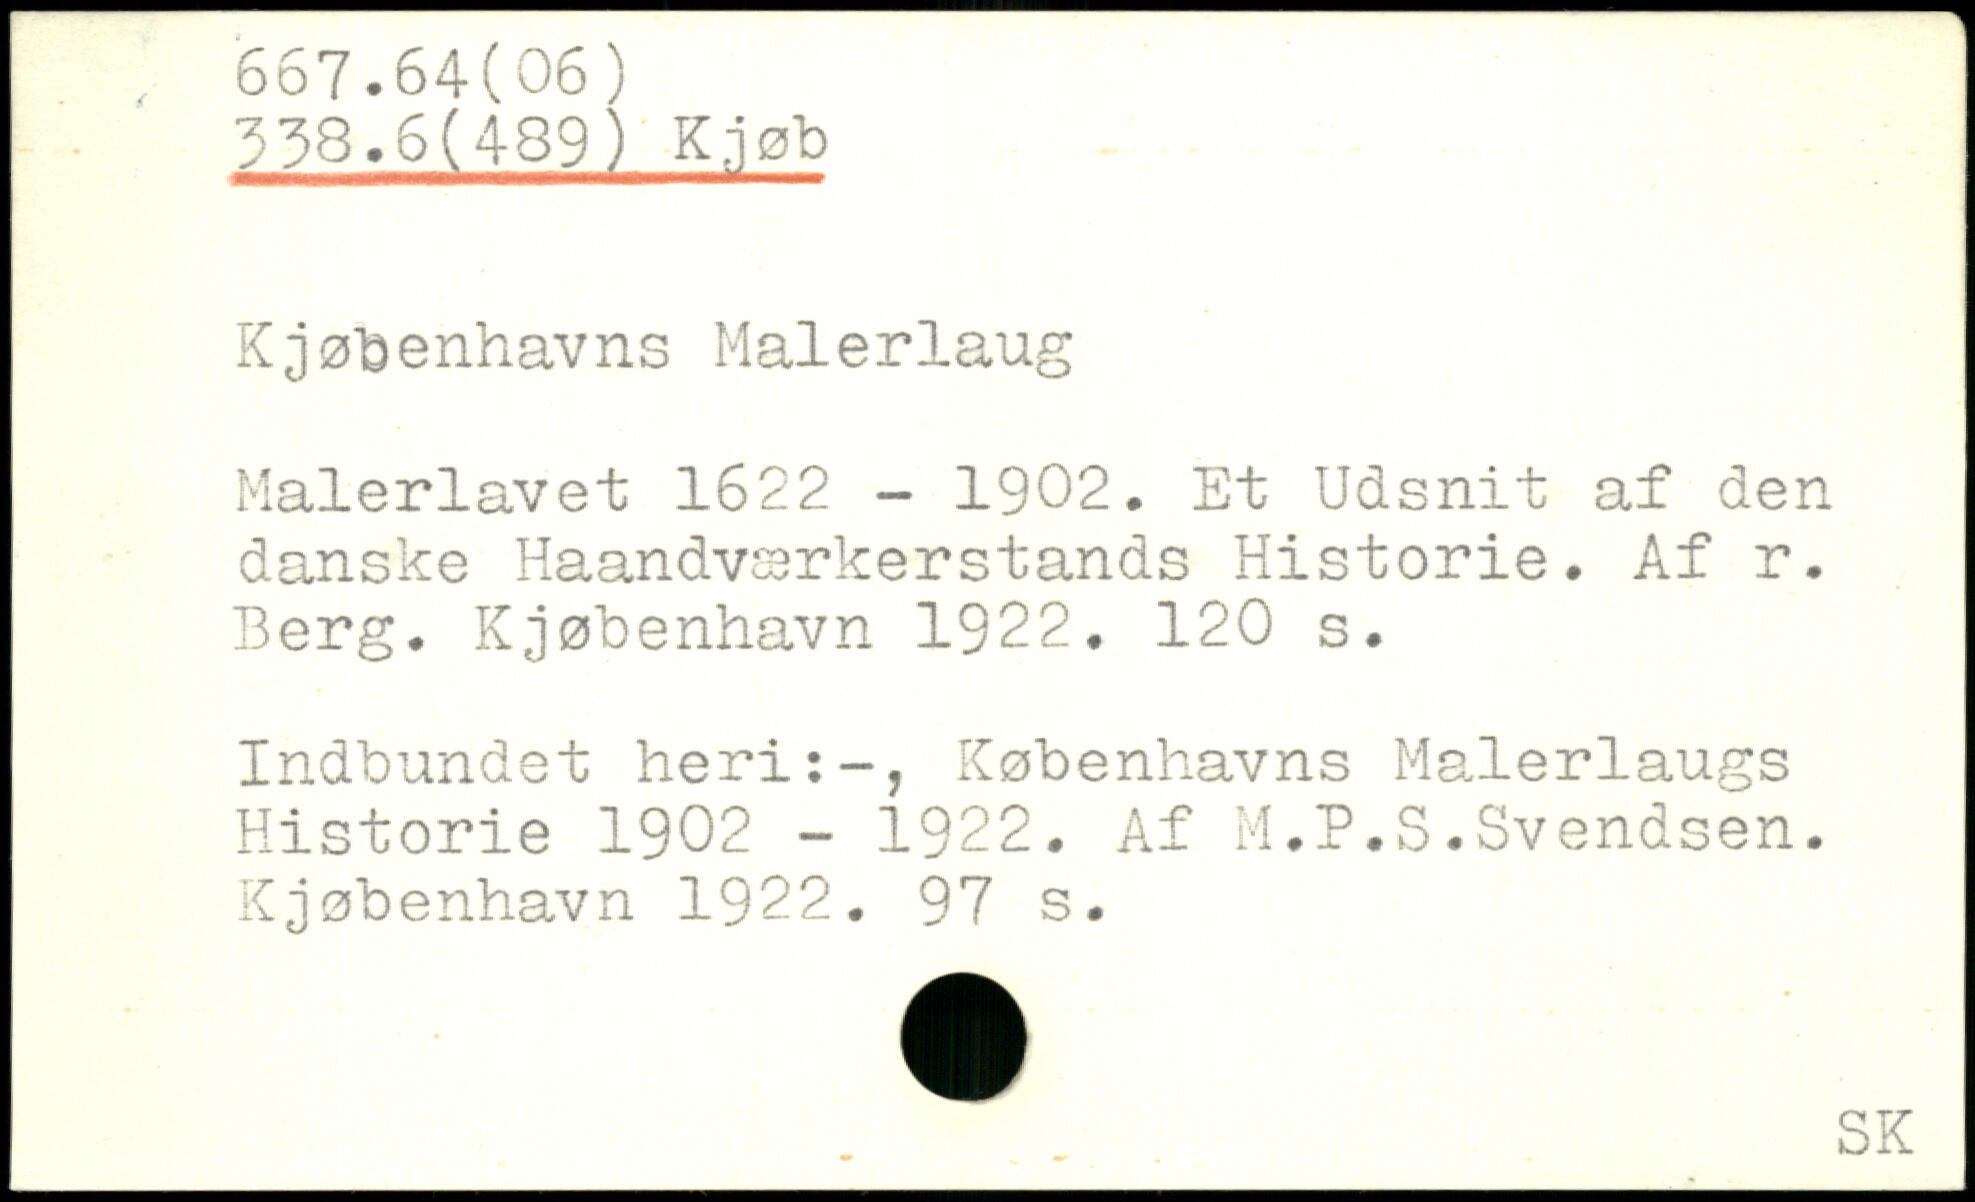 667.64(06)
338.6(489) Kjøb
Kjøbenhavns Malerlaug
Malerlavet 1622 - 1902. Et Udsnit af den
danske Haandværkerstands Historie. Af r.
Berg. Kjøbenhavn 1922. 120 s.
Indbundet heri:-, Københavns Malerlaugs
Historie 1902 - 1922. Af M.P.S.Svendsen.
Kjøbenhavn 1922. 97 s.
SK